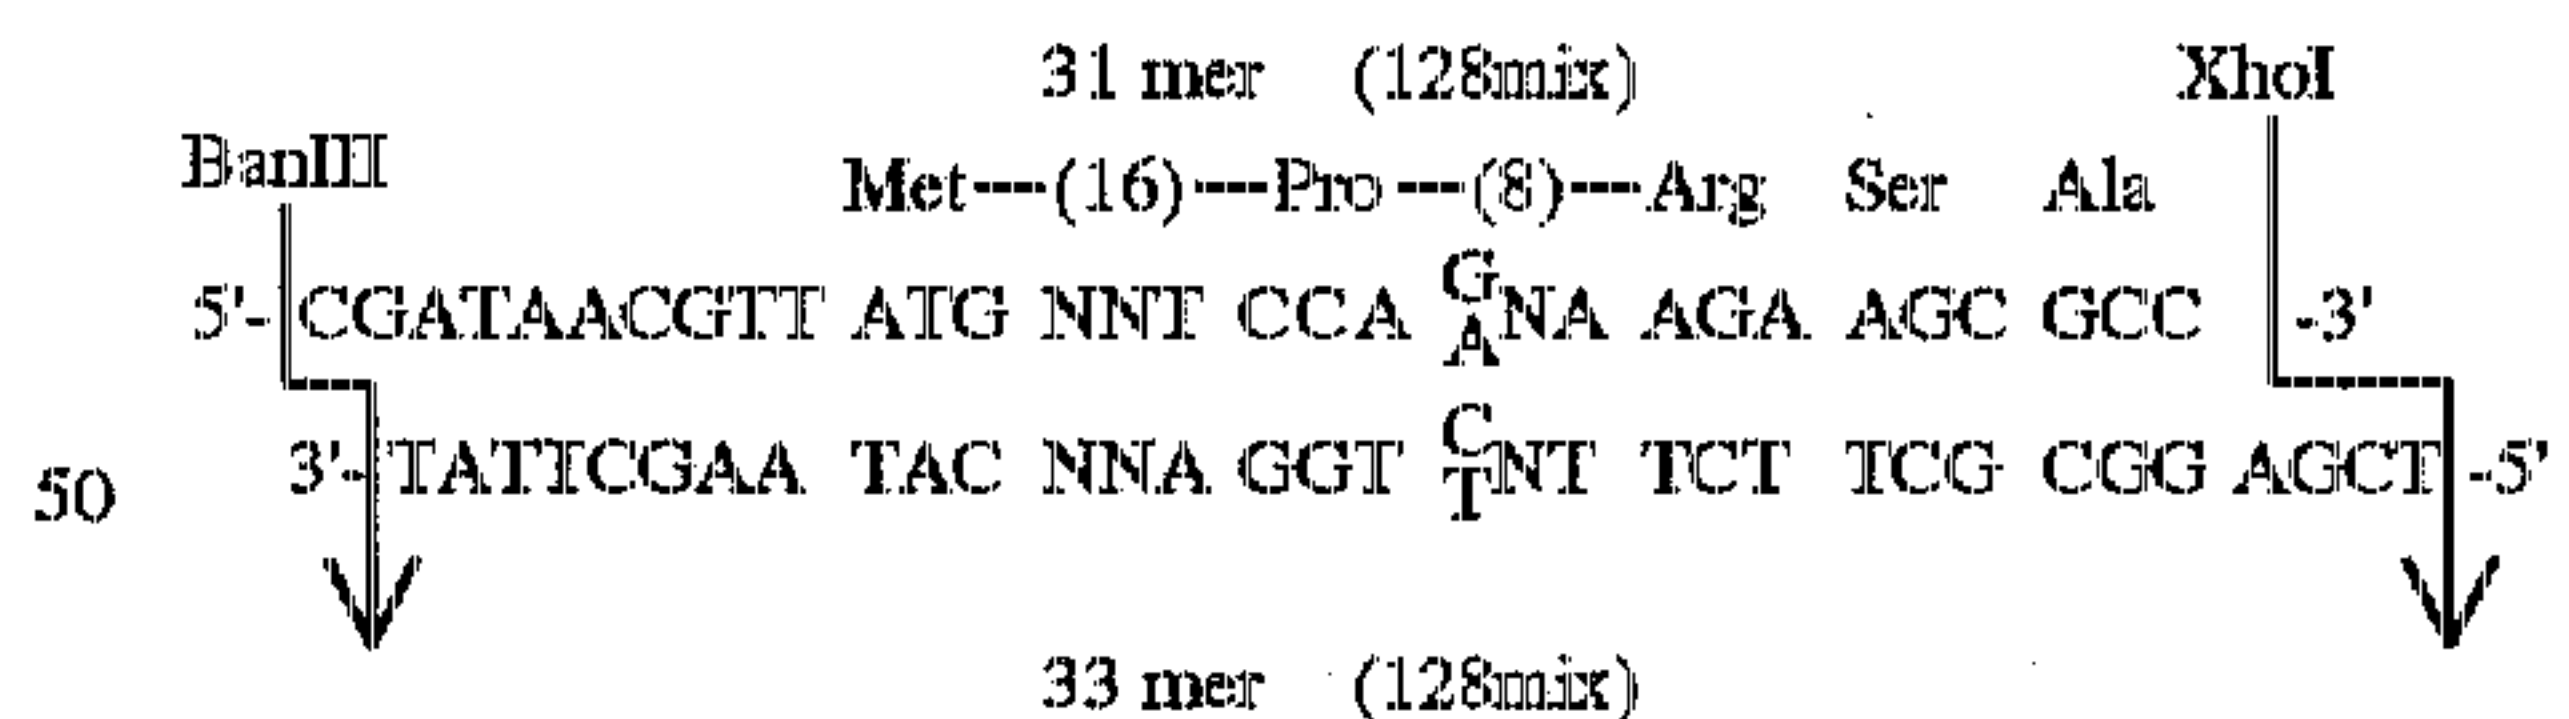 31 mer (128mix) XhoI
BanIII
Met----(16)----Pro----(8)----Arg Ser Ala
G
5'- CGATAACGTT ATG NNT CCA NA AGA AGC GCC -3'
A
C
3'- TATTCGAA TAC NNA GGT NT TCT TCG CGG AGCT -5'
50
T
33 mer (128mix)